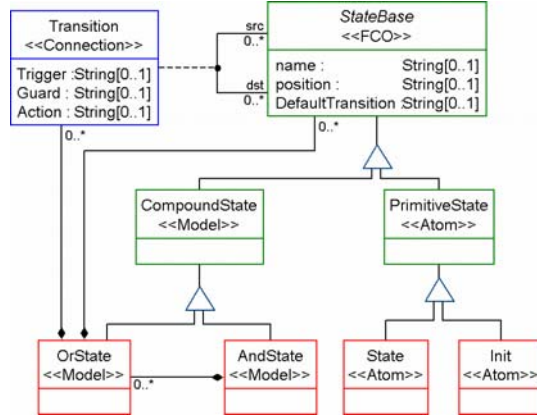 Transition
<<Connection>>
Trigger :String[0..1]
Guard : String[0..1]
Action : String[0..1]
0..*
src
0..*
dst
0..*
StateBase
<<FCO>>
name : String[0..1]
position : String[0..1]
DefaultTransition :String[0..1]
0..*
CompoundState
<<Model>>
PrimitiveState
<<Atom>>
OrState
<<Model>>
0..*
AndState
<<Model>>
State
<<Atom>>
Init
<<Atom>>